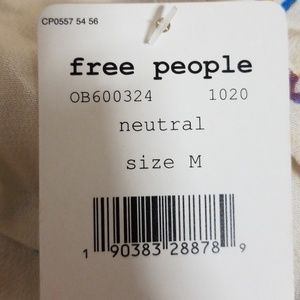 CP0557 54 56
free people
OB600324 1020
neutral
size M
1 90383 28878 9